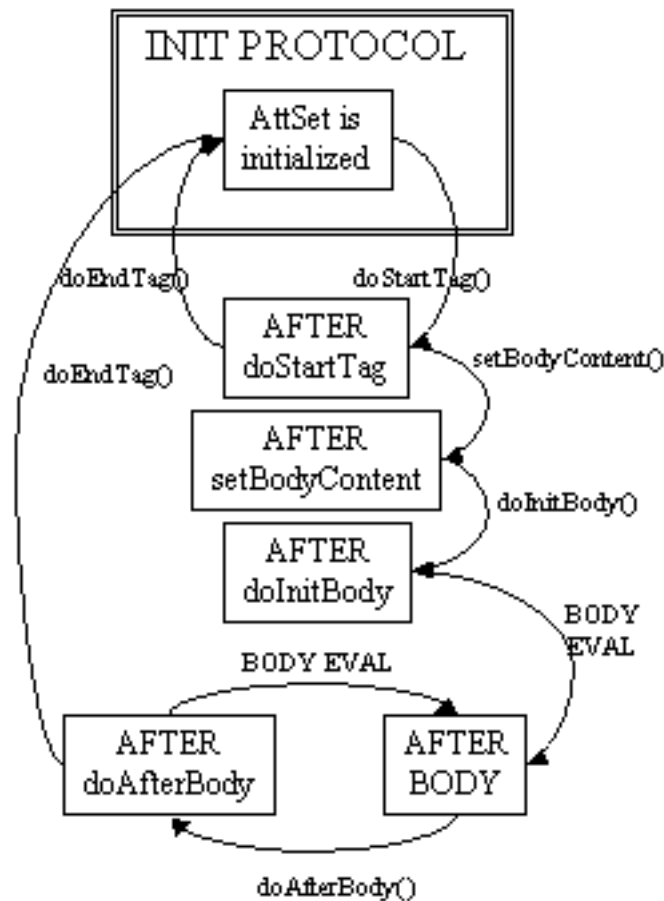 INIT PROTOCOL
AttSet is
initialized
doEndTag()
doStartTag()
AFTER
doStartTag
setBodyContent()
doEndTag()
AFTER
setBodyContent
doInitBody()
AFTER
doInitBody
BODY
EVAL
BODY EVAL
AFTER
doAfterBody
AFTER
BODY
doAfterBody()